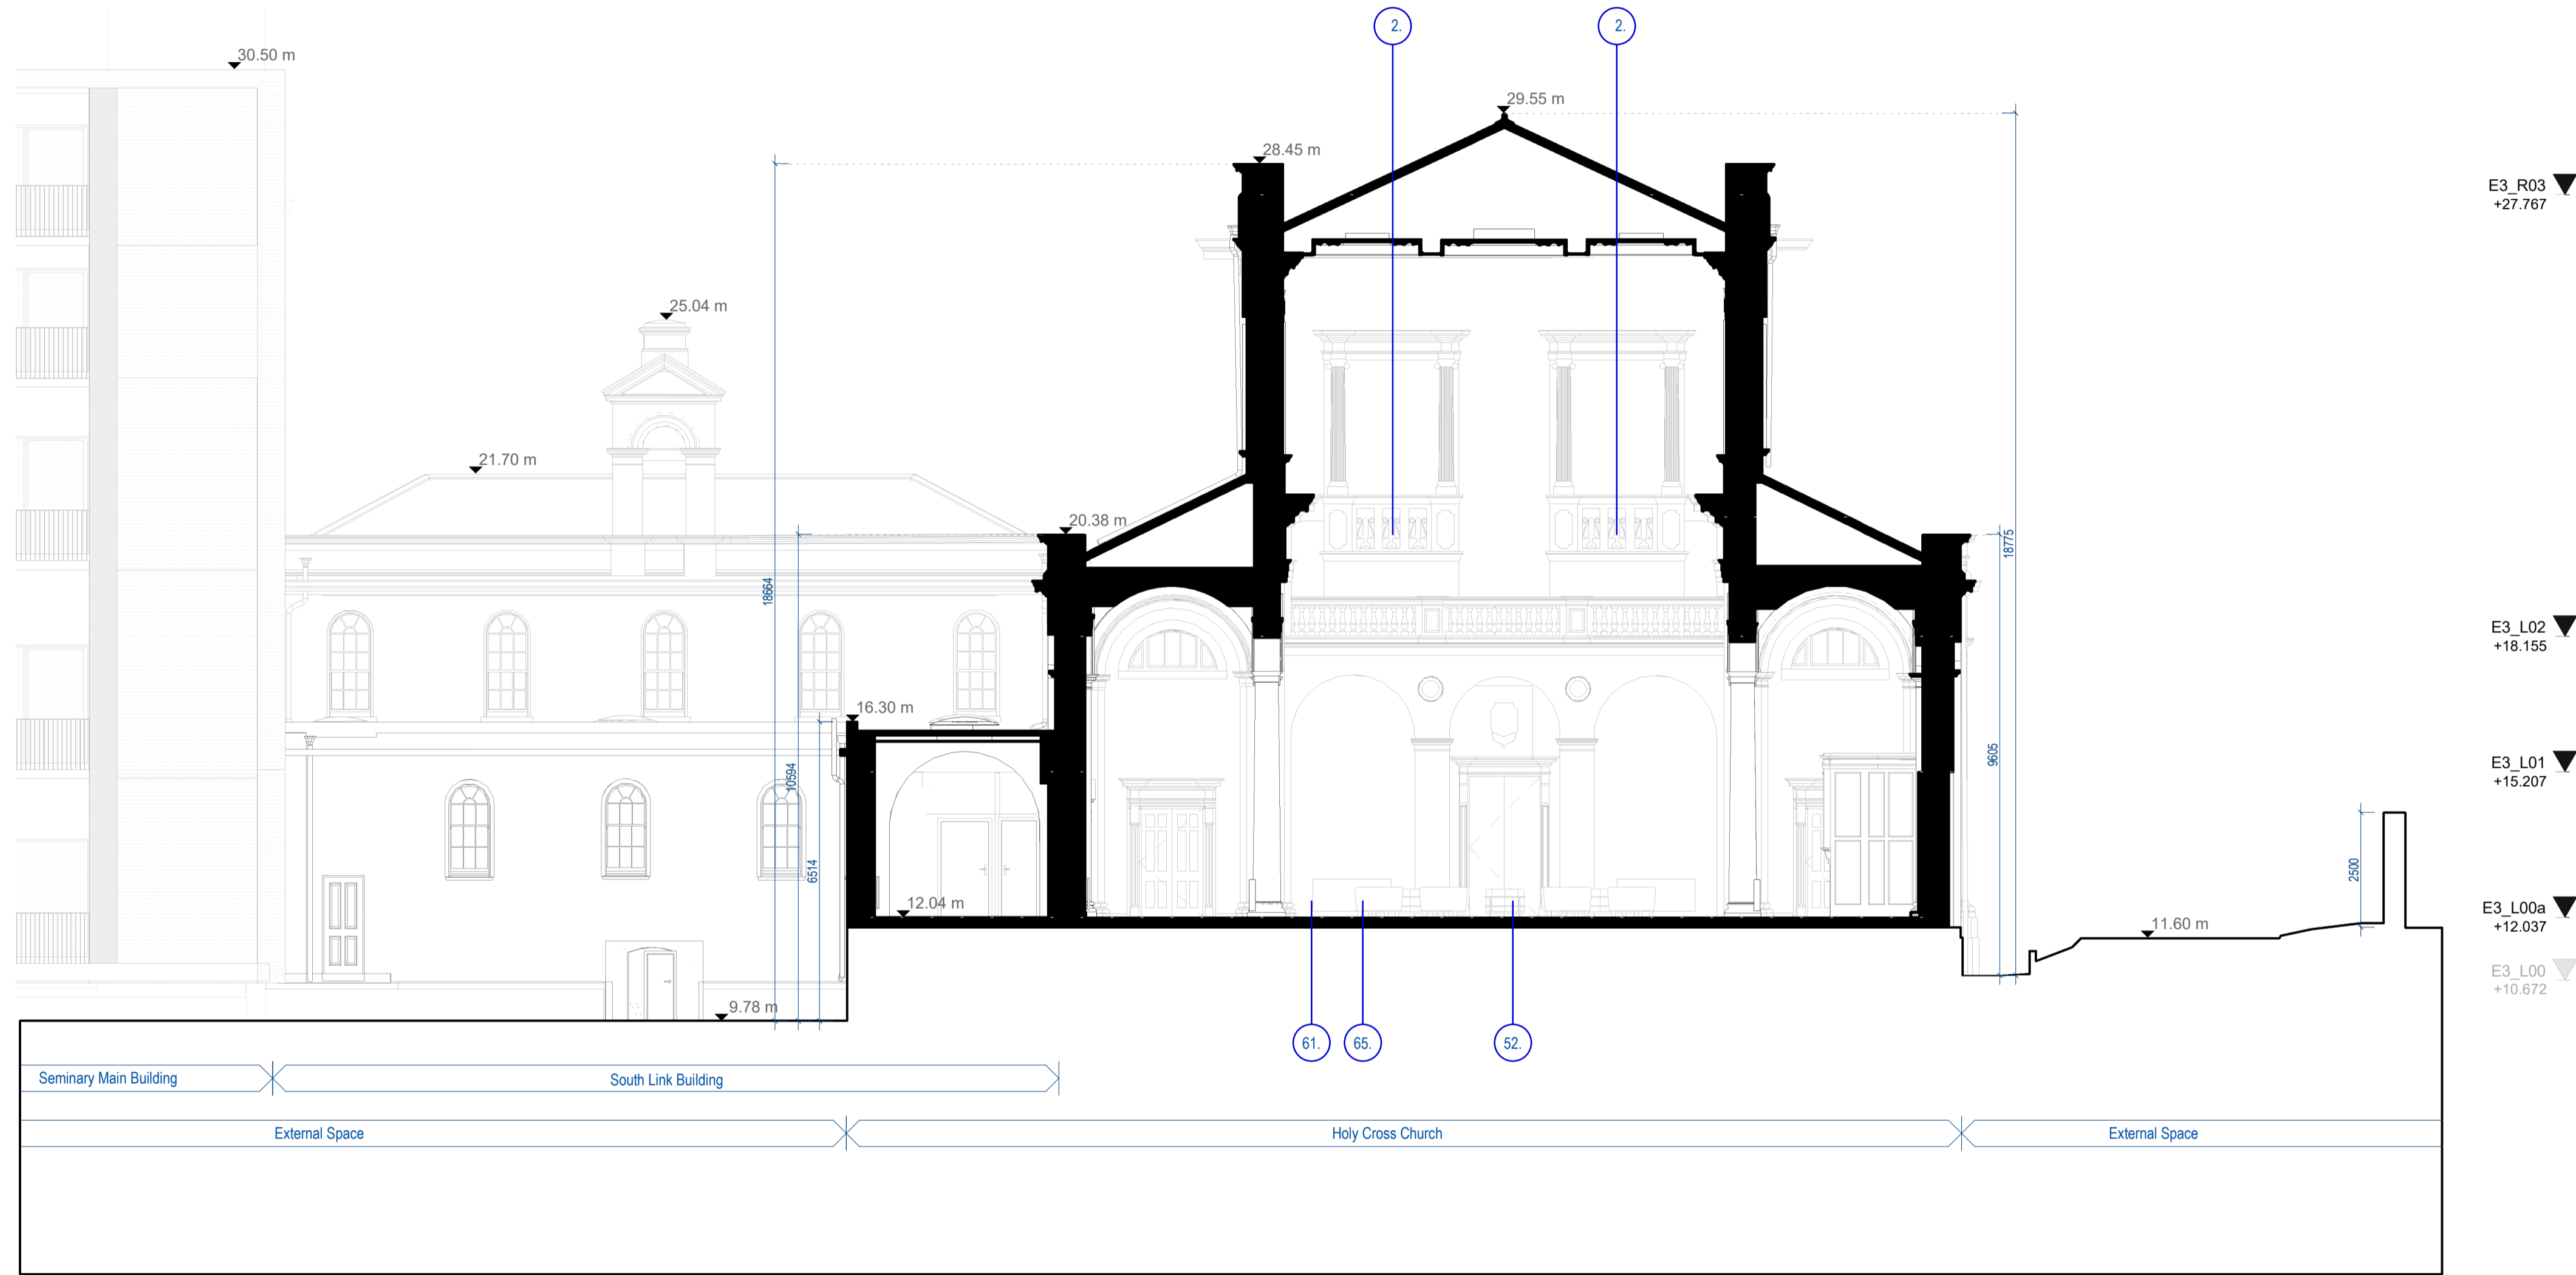 2.
2.
30.50 m
29.55 m
28.45 m
E3_R03
+27.767
25.04 m
21.70 m
20.38 m
18775
18664
E3_L02
+18.155
16.30 m
9605
10594
E3_L01
+15.207
6514
2500
12.04 m
E3_L00a
+12.037
11.60 m
E3_L00
+10.672
9.78 m
61.
65.
52.
Seminary Main Building
South Link Building
External Space
Holy Cross Church
External Space